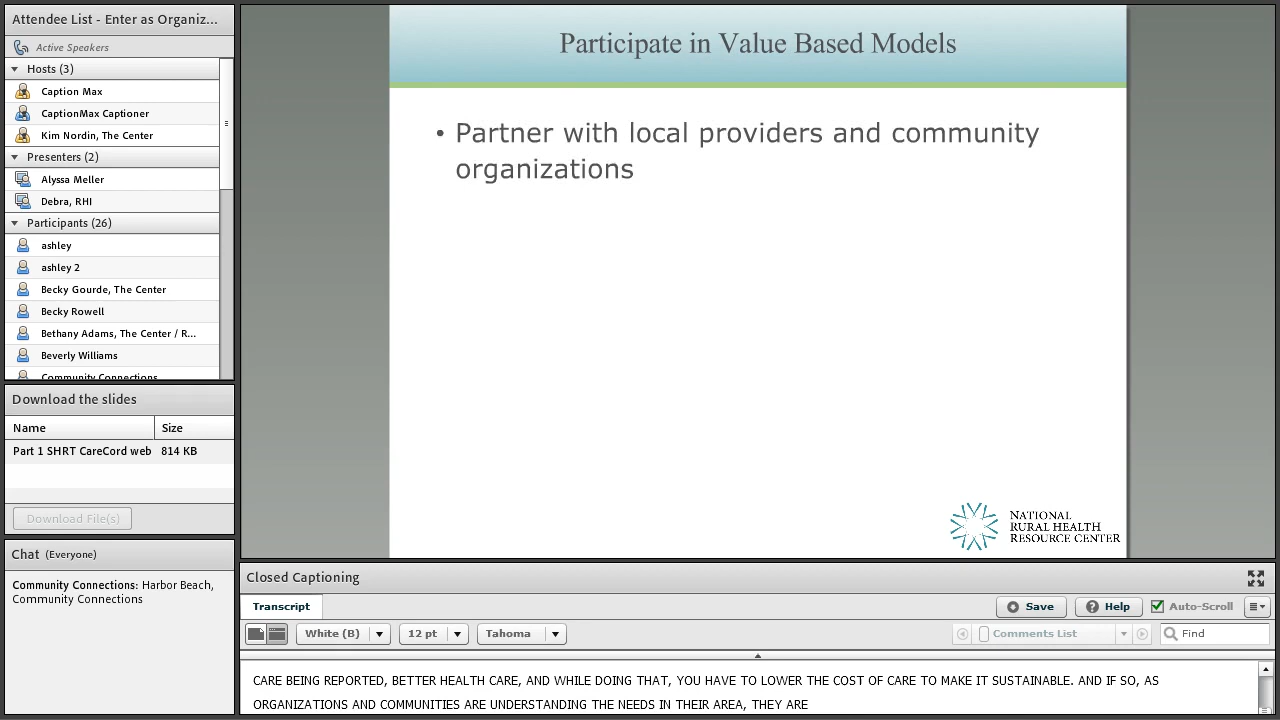 Attendee List - Enter as Organiz...
Active Speakers
Hosts (3)
Caption Max
CaptionMax Captioner
Kim Nordin, The Center
Presenters (2)
Alyssa Meller
Debra, RHI
Participants (26)
ashley
ashley 2
Becky Gourde, The Center
Becky Rowell
Bethany Adams, The Center / R...
Beverly Williams
Community Connections
Download the slides
Name Size
Part 1 SHRT CareCord web 814 KB
Download File(s)
Chat (Everyone)
Community Connections: Harbor Beach,
Community Connections
Participate in Value Based Models
• Partner with local providers and community
organizations
NATIONAL
RURAL HEALTH
RESOURCE CENTER
Closed Captioning
Transcript Save Help Auto-Scroll
White (B) 12 pt Tahoma Comments List Find
CARE BEING REPORTED, BETTER HEALTH CARE, AND WHILE DOING THAT, YOU HAVE TO LOWER THE COST OF CARE TO MAKE IT SUSTAINABLE. AND IF SO, AS
ORGANIZATIONS AND COMMUNITIES ARE UNDERSTANDING THE NEEDS IN THEIR AREA, THEY ARE